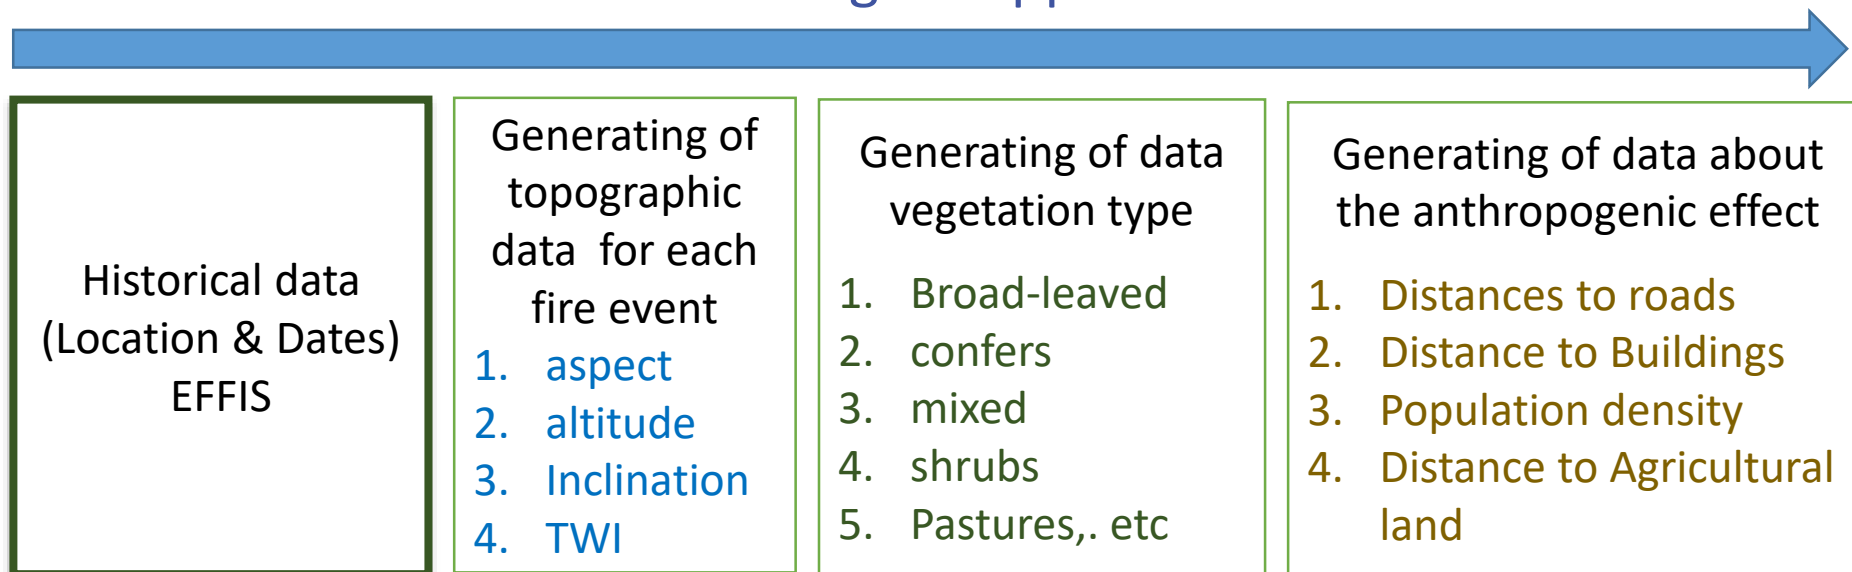 Historical data
(Location & Dates)
EFFIS
Generating of
topographic
data for each
fire event
1. aspect
2. altitude
3. Inclination
4. TWI
Generating of data
vegetation type
1. Broad-leaved
2. confers
3. mixed
4. shrubs
5. Pastures,. etc
Generating of data about
the anthropogenic effect
1. Distances to roads
2. Distance to Buildings
3. Population density
4. Distance to Agricultural
land